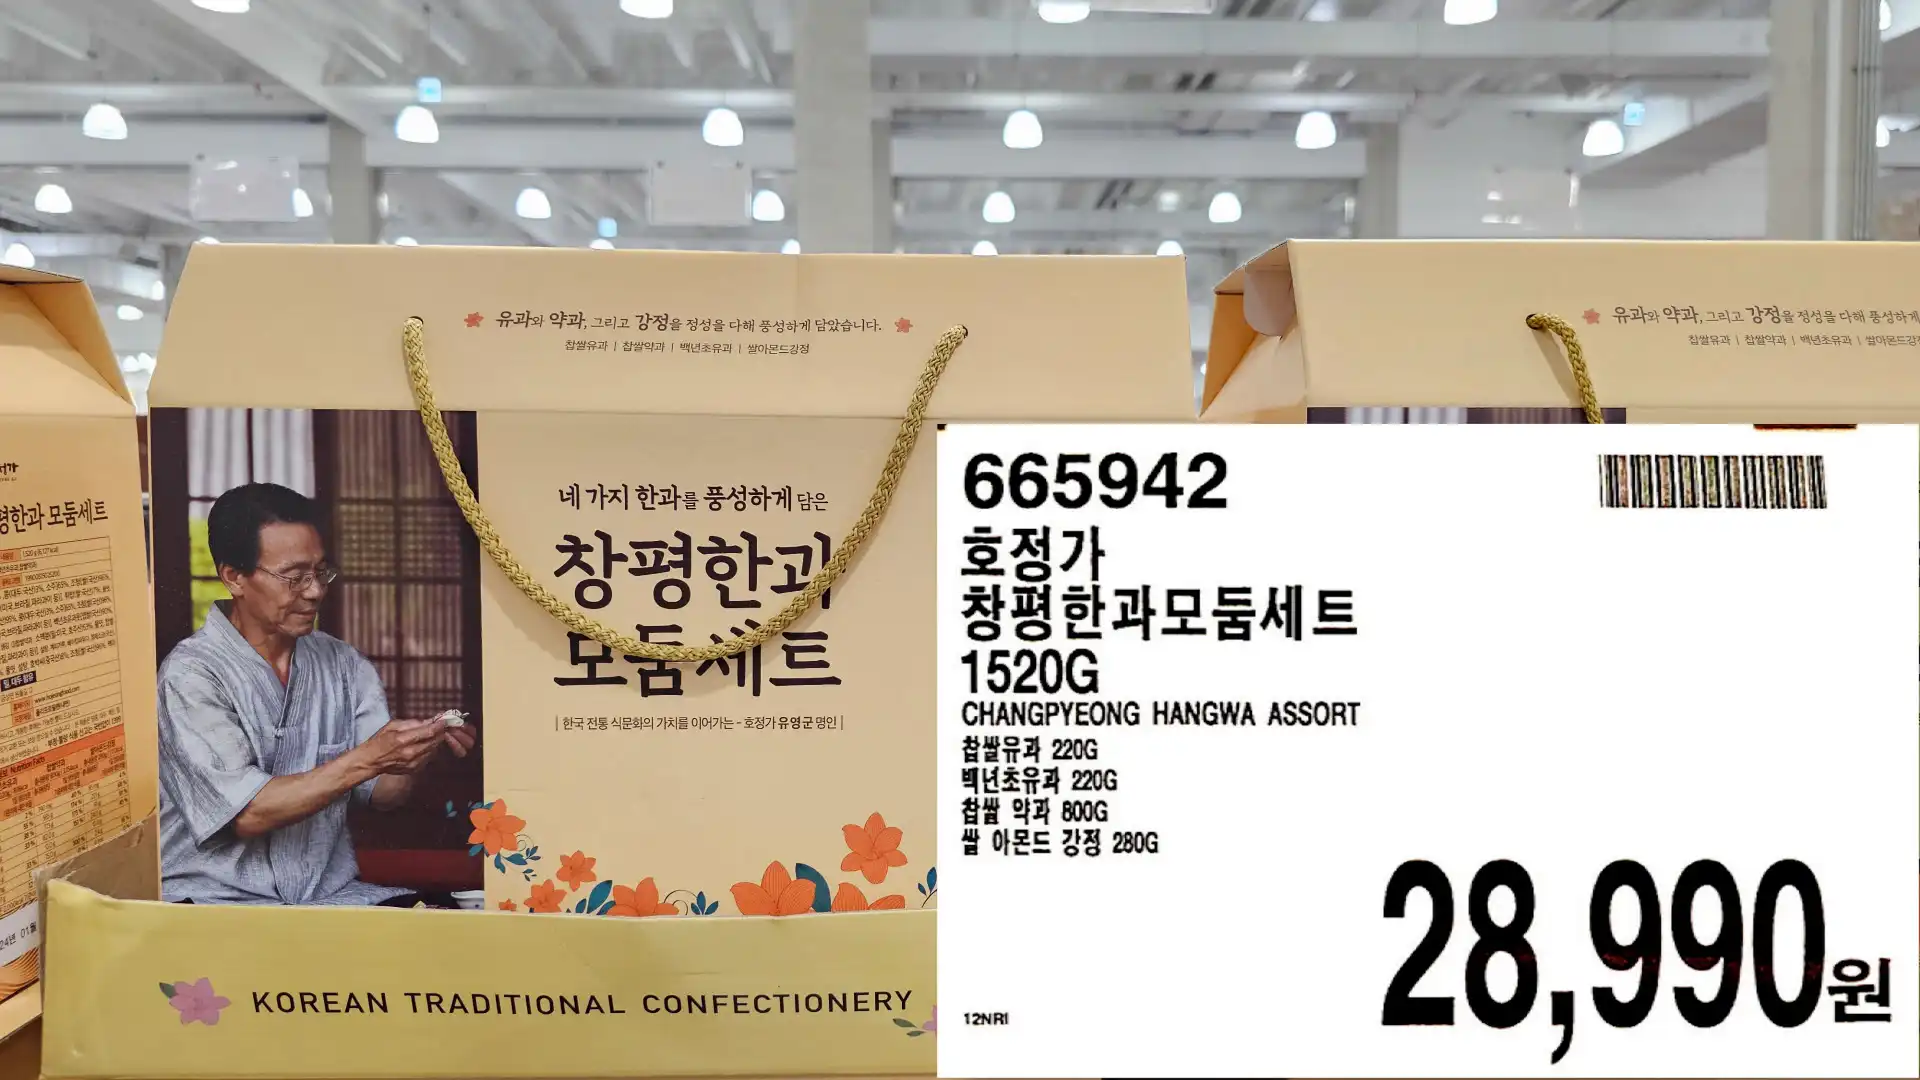 유과와 약과, 그리고 강정을 정성을 다해 풍성하게 담았습니다.
찹쌀유과 | 찹쌀약과 | 백년초유과 | 쌀아몬드강정
네 가지 한과를 풍성하게 담은
창평한과
모둠세트
| 한국 전통 식문화의 가치를 이어가는 - 호정가 유영군 명인 |
KOREAN TRADITIONAL CONFECTIONERY
유과와 약과, 그리고 강정을 정성을 다해 풍성하게
찹쌀유과 | 찹쌀약과 | 백년초유과 | 쌀아몬드강정
평한과 모둠세트
665942
호정가
창평한과모둠세트
1520G
CHANGPYEONG HANGWA ASSORT
찹쌀유과 220G
백년초유과 220G
찹쌀 약과 800G
쌀 아몬드 강정 280G
28,990원
12NRI